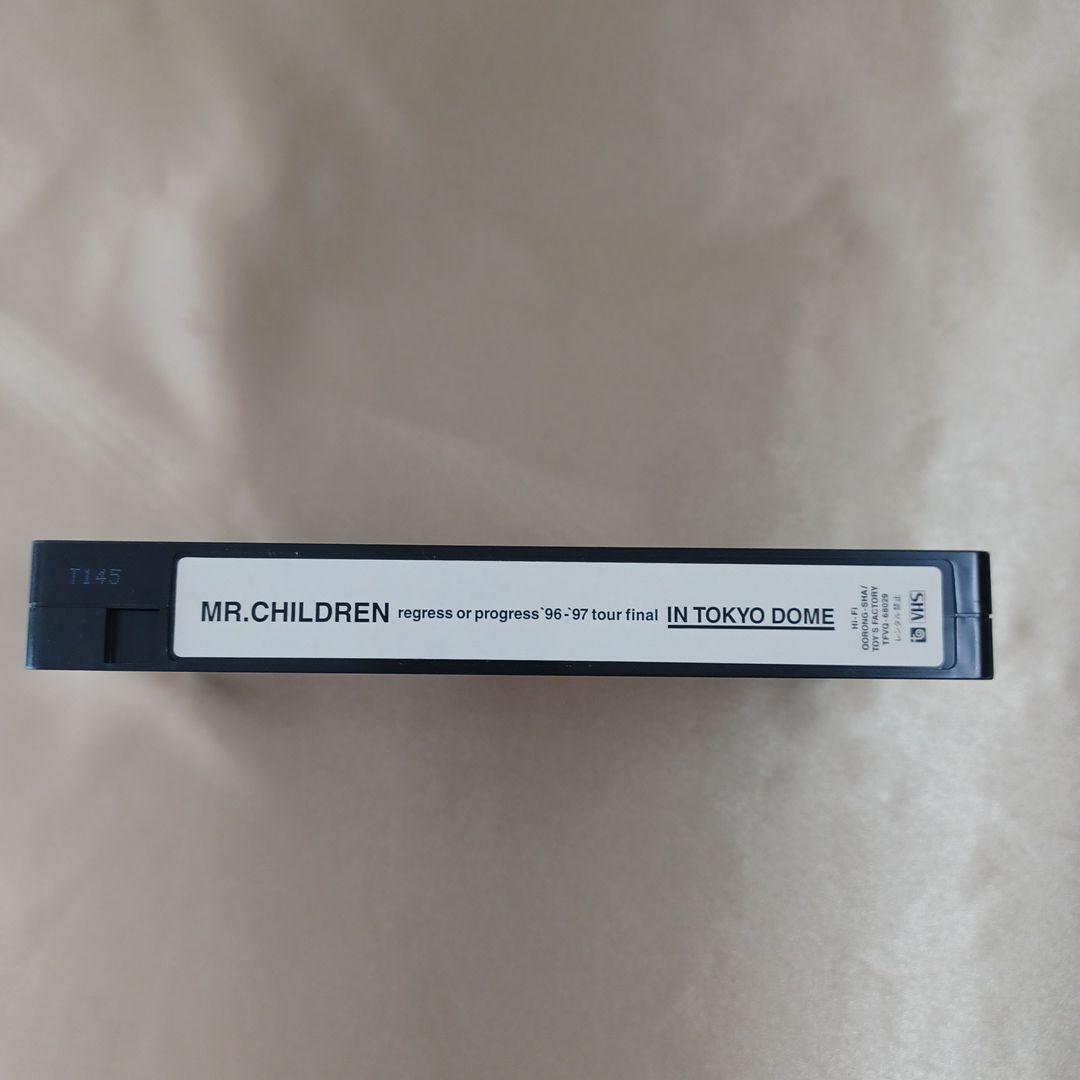 T145
MR.CHILDREN regress or progress`96-`97 tour final IN TOKYO DOME
Hi-Fi
OORONG-SHA/
TOY'S FACTORY
TFVQ-68029
レンタル禁止
VHS